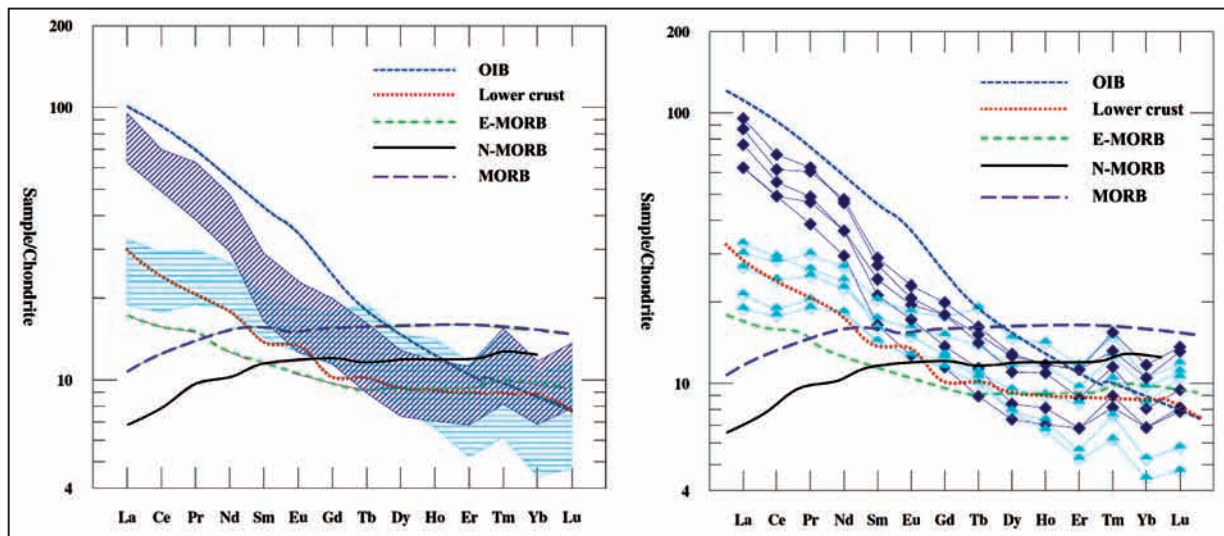 200
100
10
4
Sample/Chondrite
OIB
Lower crust
E-MORB
N-MORB
MORB
La Ce Pr Nd Sm Eu Gd Tb Dy Ho Er Tm Yb Lu
200
100
10
4
Sample/Chondrite
OIB
Lower crust
E-MORB
N-MORB
MORB
La Ce Pr Nd Sm Eu Gd Tb Dy Ho Er Tm Yb Lu